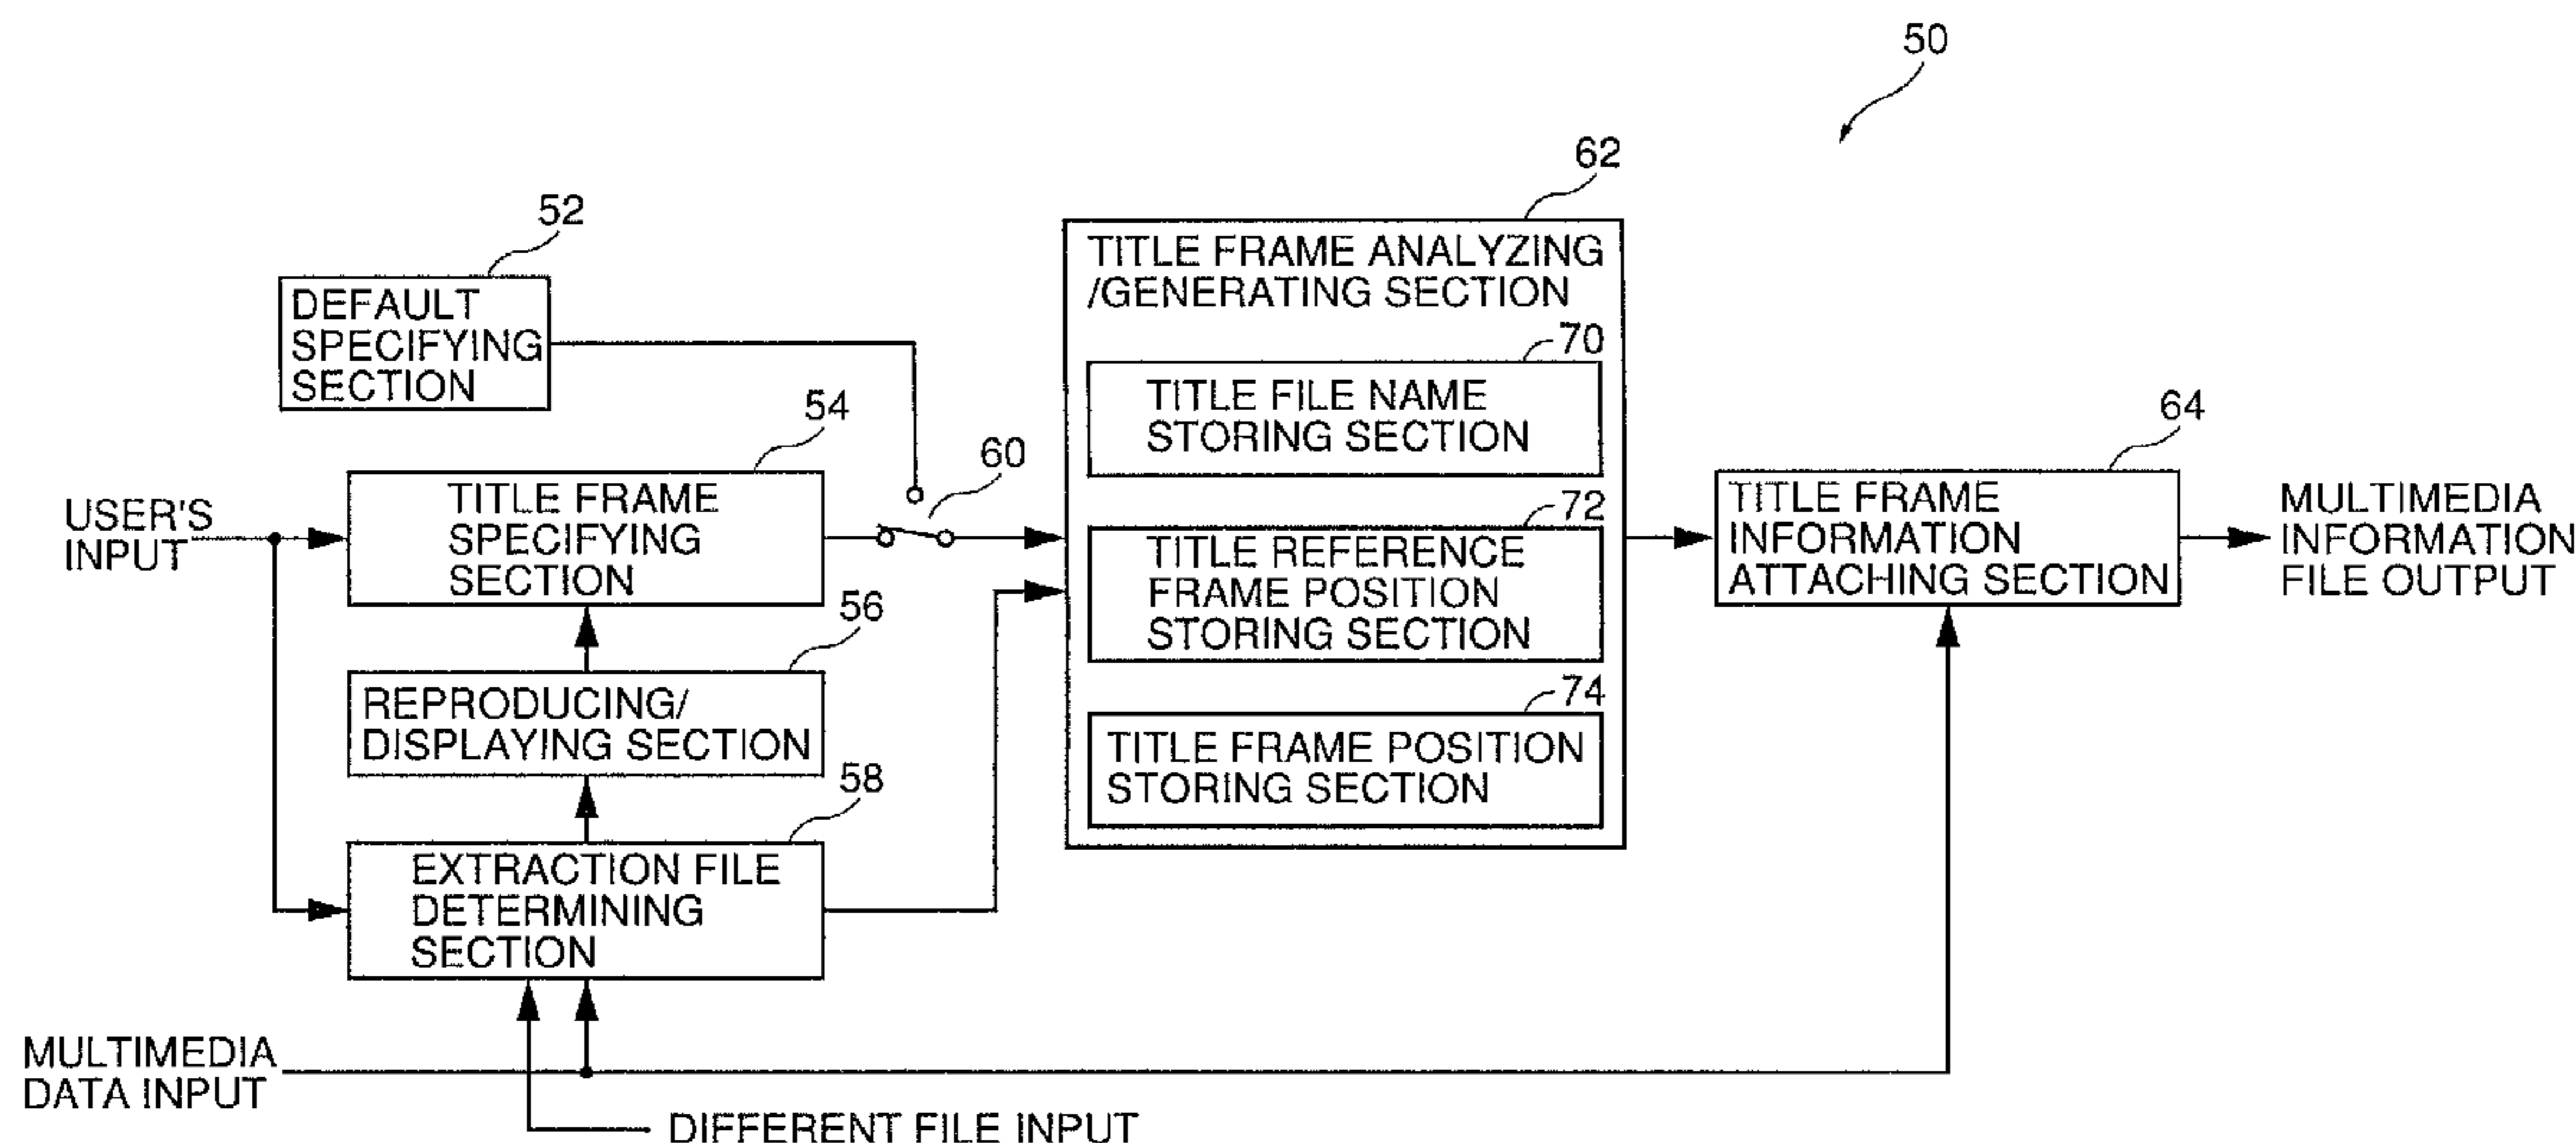 50
62
52
TITLE FRAME ANALYZING
/GENERATING SECTION
DEFAULT
SPECIFYING
SECTION
70
TITLE FILE NAME
STORING SECTION
54
64
60
USER'S
INPUT
TITLE FRAME
SPECIFYING
SECTION
72
TITLE REFERENCE
FRAME POSITION
STORING SECTION
TITLE FRAME
INFORMATION
ATTACHING SECTION
MULTIMEDIA
INFORMATION
FILE OUTPUT
56
REPRODUCING/
DISPLAYING SECTION
74
TITLE FRAME POSITION
STORING SECTION
58
EXTRACTION FILE
DETERMINING
SECTION
MULTIMEDIA
DATA INPUT
DIFFERENT FILE INPUT